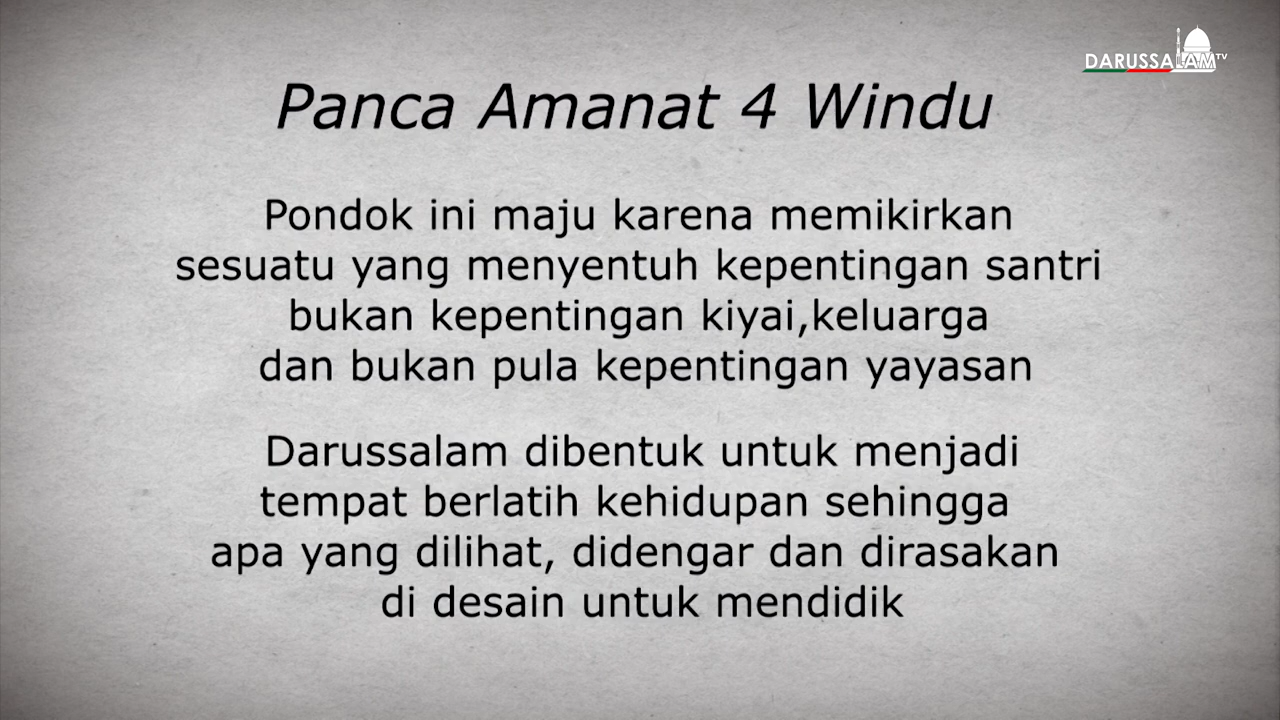 DARUSSALAM TV
Panca Amanat 4 Windu
Pondok ini maju karena memikirkan
sesuatu yang menyentuh kepentingan santri
bukan kepentingan kiyai,keluarga
dan bukan pula kepentingan yayasan
Darussalam dibentuk untuk menjadi
tempat berlatih kehidupan sehingga
apa yang dilihat, didengar dan dirasakan
di desain untuk mendidik